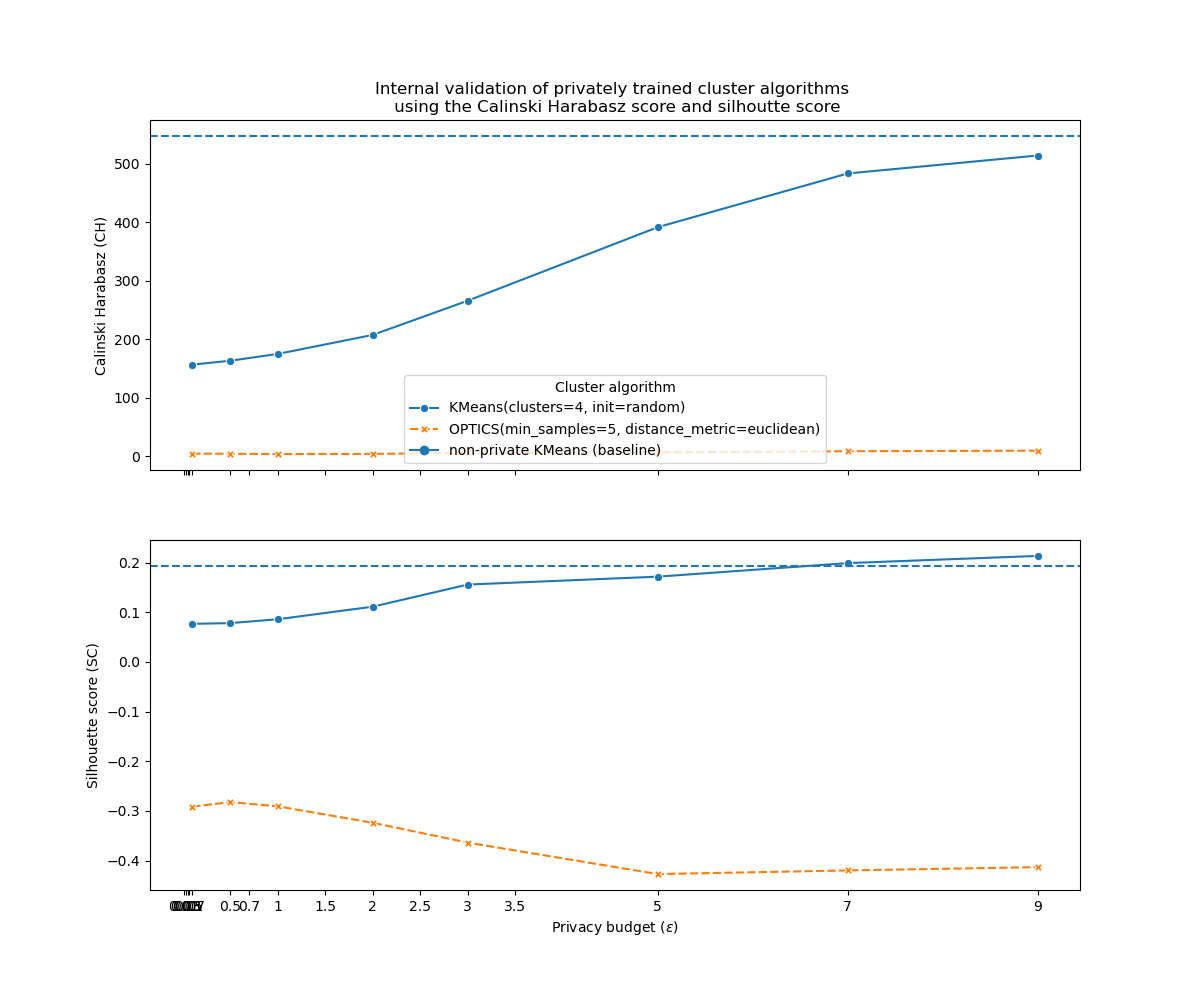 Internal validation of privately trained cluster algorithms
using the Calinski Harabasz score and silhoutte score
Calinski Harabasz (CH)
500
400
300
200
100
0
Cluster algorithm
KMeans(clusters=4, init=random)
OPTICS(min_samples=5, distance_metric=euclidean)
non-private KMeans (baseline)
Silhouette score (SC)
0.2
0.1
0.0
−0.1
−0.2
−0.3
−0.4
0.5 0.7 1 1.5 2 2.5 3 3.5 5 7 9
Privacy budget (ε)